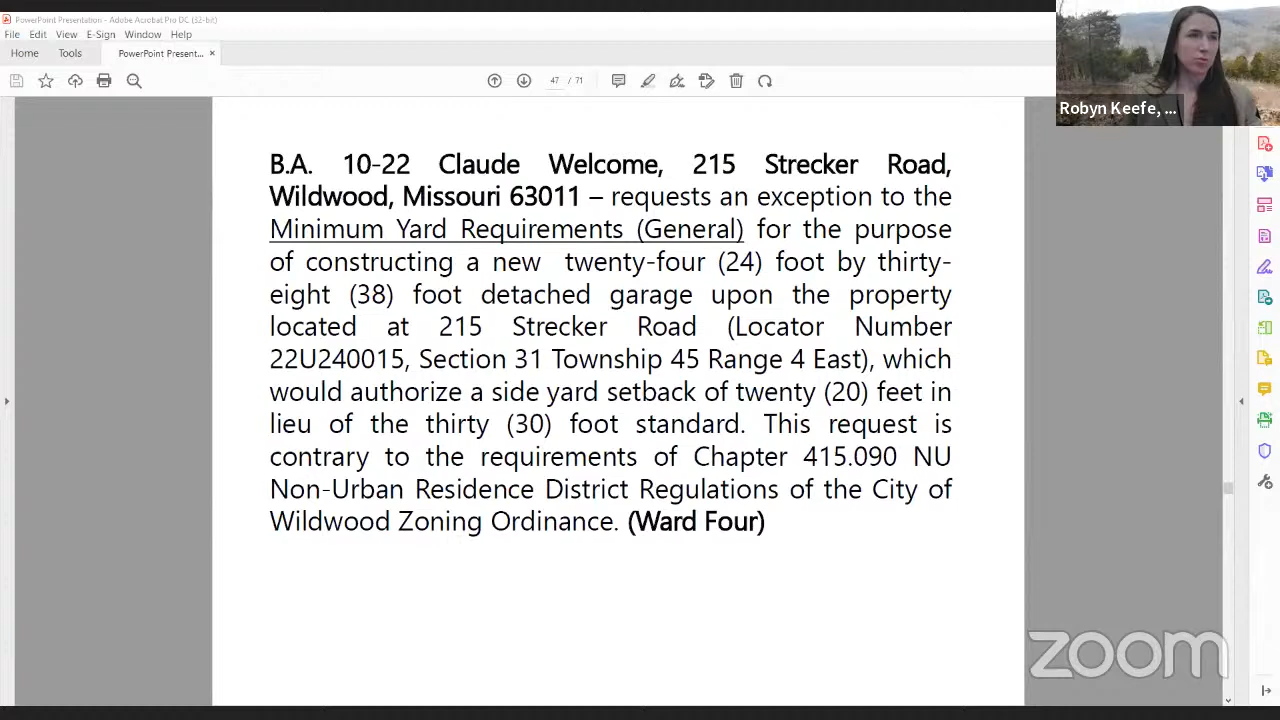 PowerPoint Presentation - Adobe Acrobat Pro DC (32-bit)
File Edit View E-Sign Window Help
Home Tools PowerPoint Present... ×
47 / 71
Robyn Keefe, ...
B.A. 10-22 Claude Welcome, 215 Strecker Road,
Wildwood, Missouri 63011 – requests an exception to the
Minimum Yard Requirements (General) for the purpose
of constructing a new twenty-four (24) foot by thirty-
eight (38) foot detached garage upon the property
located at 215 Strecker Road (Locator Number
22U240015, Section 31 Township 45 Range 4 East), which
would authorize a side yard setback of twenty (20) feet in
lieu of the thirty (30) foot standard. This request is
contrary to the requirements of Chapter 415.090 NU
Non-Urban Residence District Regulations of the City of
Wildwood Zoning Ordinance. (Ward Four)
zoom